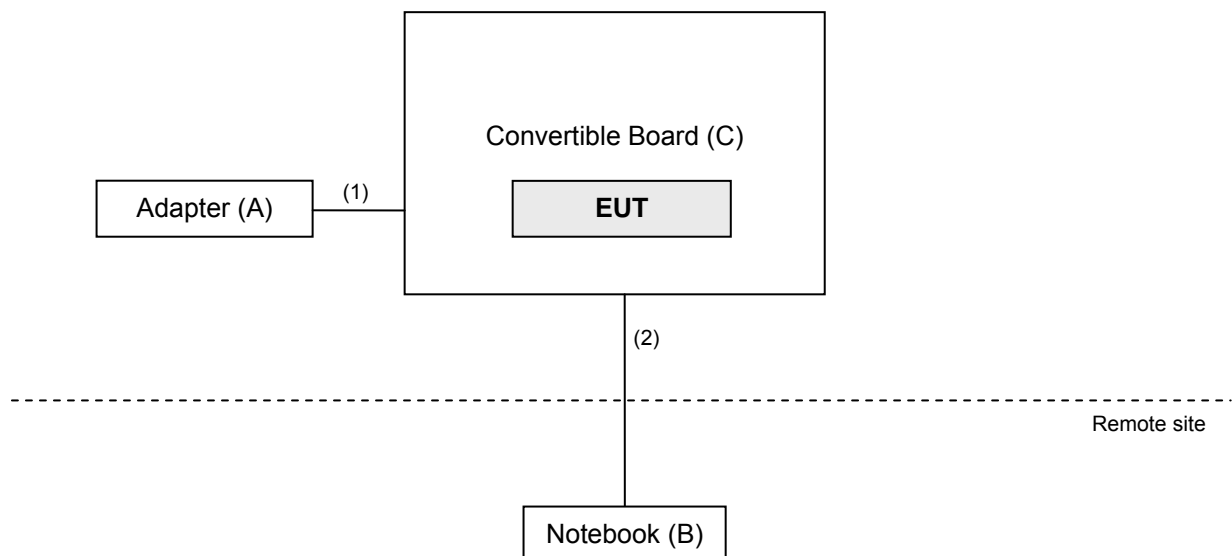 Convertible Board (C)
(1)
Adapter (A)
EUT
(2)
Remote site
Notebook (B)